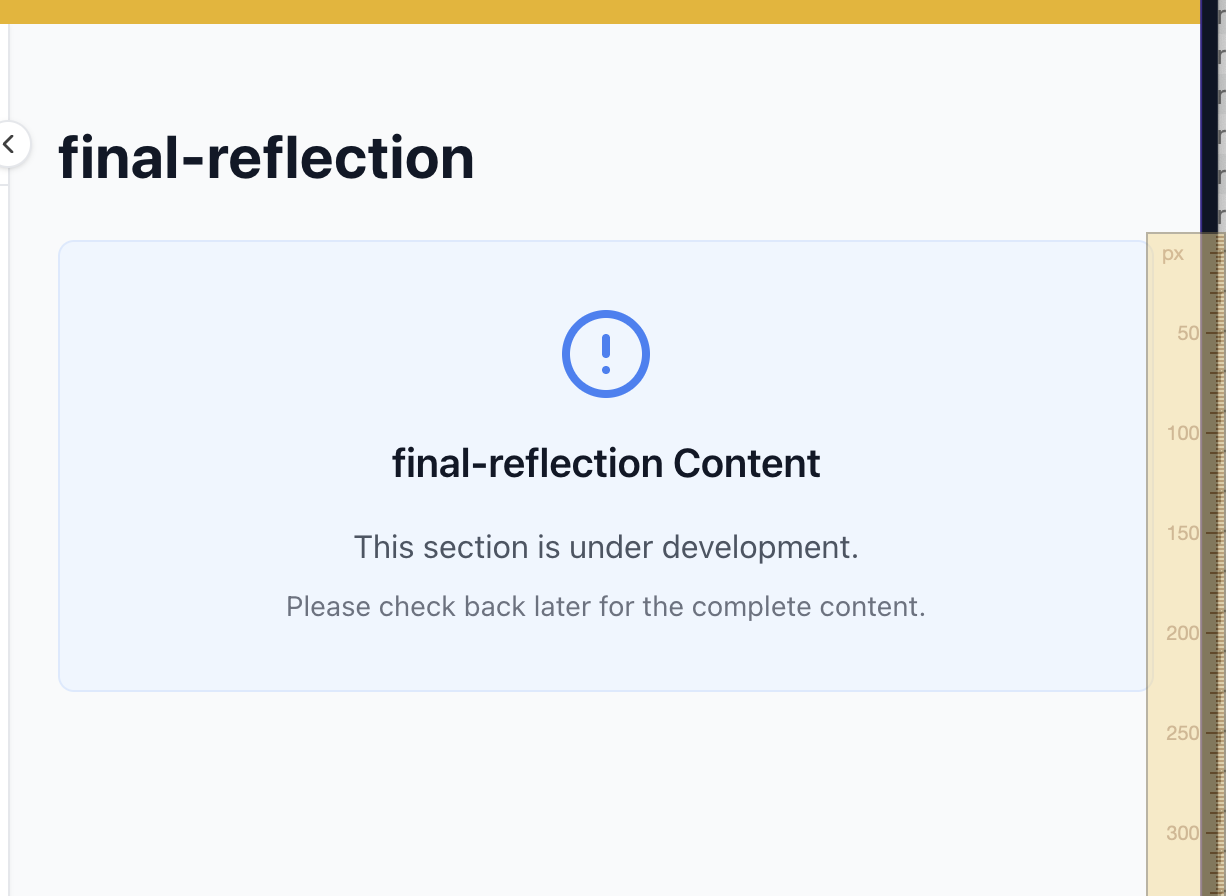 final-reflection
final-reflection Content
This section is under development.
Please check back later for the complete content.
px
50
100
150
200
250
300